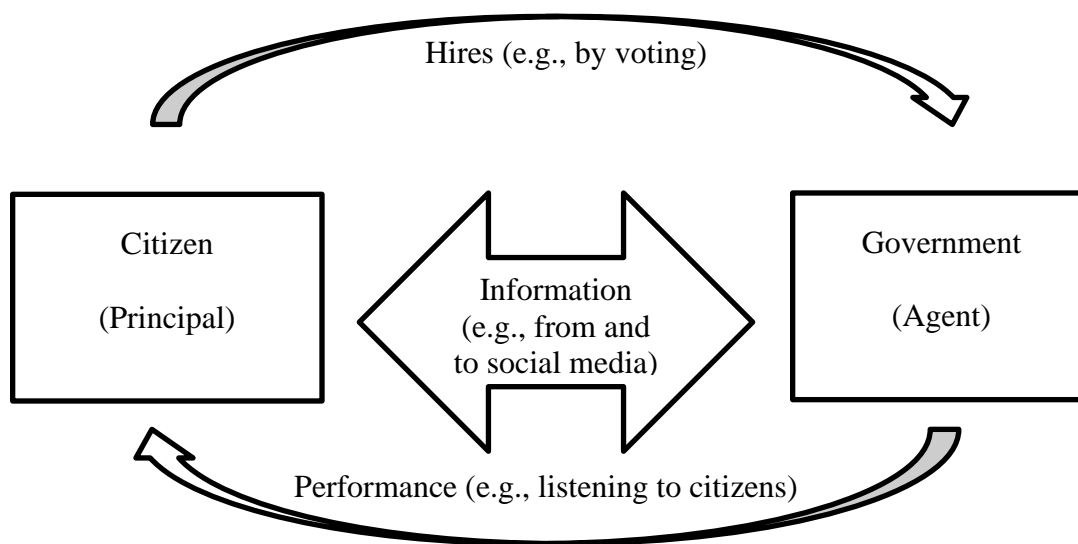 Hires (e.g., by voting)
Citizen
(Principal)
Information
(e.g., from and
to social media)
Government
(Agent)
Performance (e.g., listening to citizens)